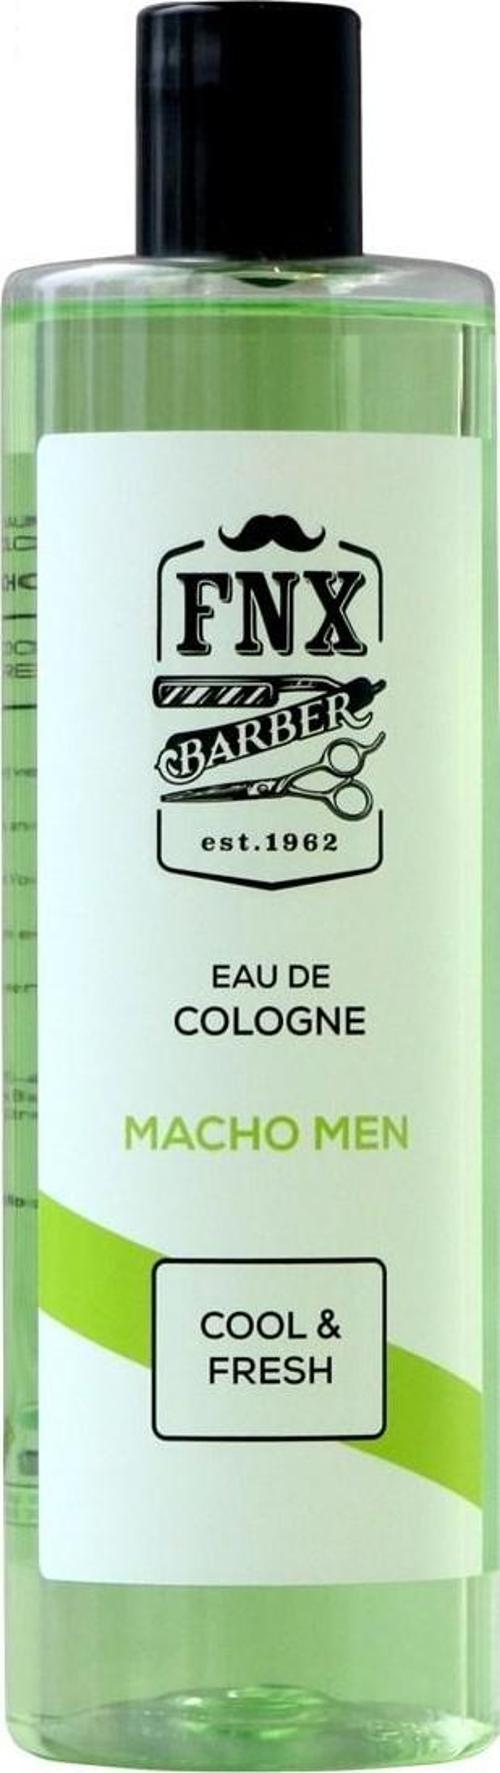 FNX
BARBER
est.1962
EAU DE
COLOGNE
MACHO MEN
COOL &
FRESH